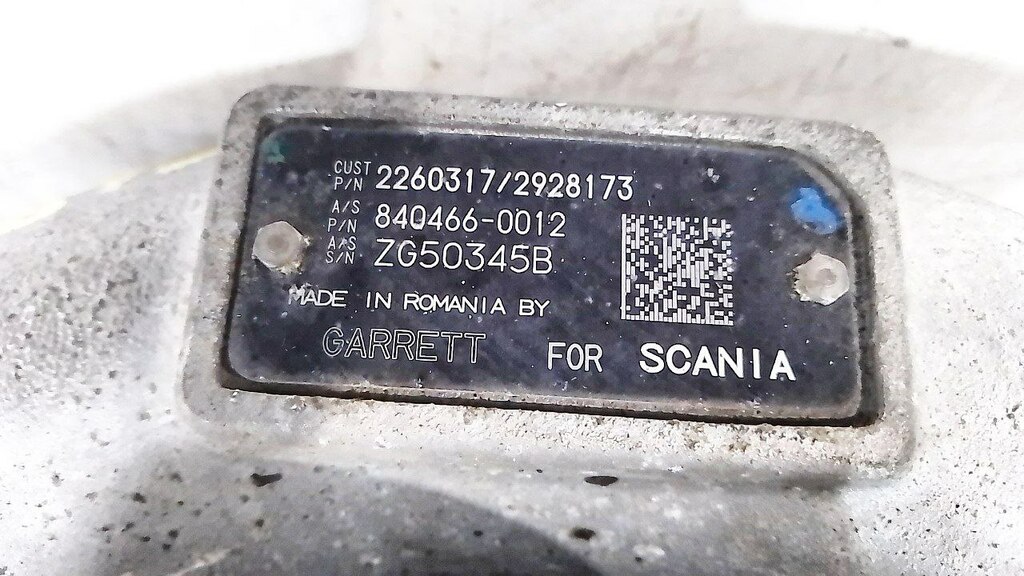 CUST P/N 2260317/2928173
A/S P/N 840466-0012
A/S S/N ZG50345B
MADE IN ROMANIA BY
GARRETT FOR SCANIA